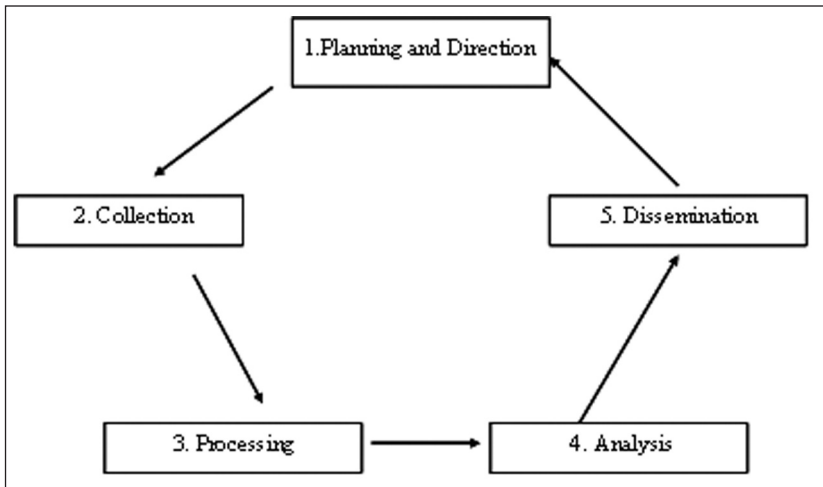 1.Planning and Direction
2. Collection
3. Processing
4. Analysis
5. Dissemination